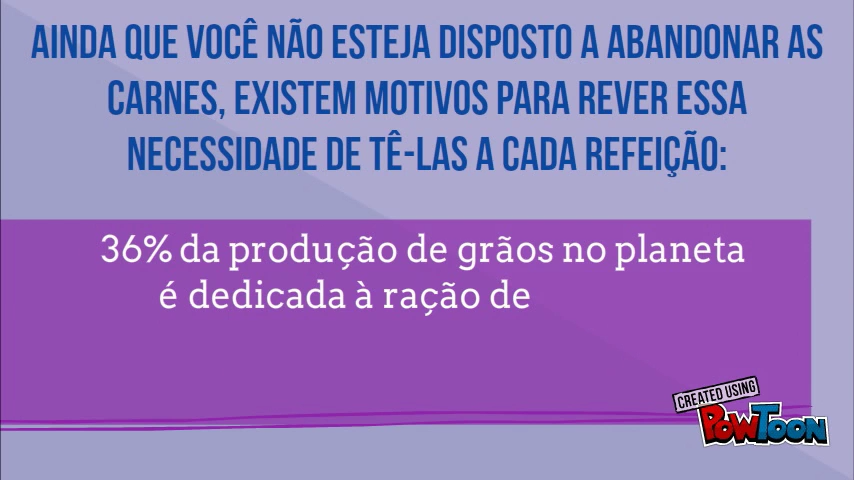 AINDA QUE VOCÊ NÃO ESTEJA DISPOSTO A ABANDONAR AS
CARNES, EXISTEM MOTIVOS PARA REVER ESSA
NECESSIDADE DE TÊ-LAS A CADA REFEIÇÃO:
36% da produção de grãos no planeta
é dedicada à ração de
CREATED USING
POWTOON